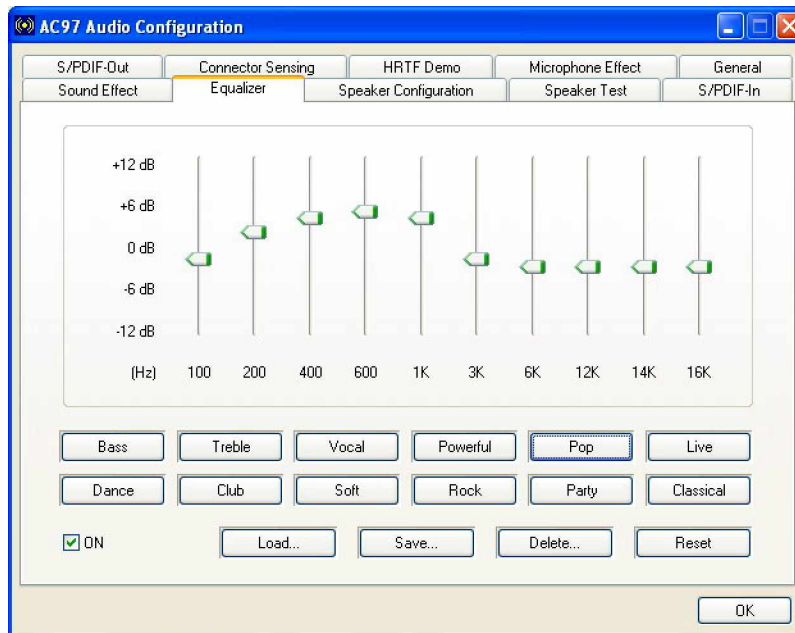 AC97 Audio Configuration
S/PDIF-Out Connector Sensing HRTF Demo Microphone Effect General
Sound Effect Equalizer Speaker Configuration Speaker Test S/PDIF-In
+12 dB
+6 dB
0 dB
-6 dB
-12 dB
(Hz) 100 200 400 600 1K 3K 6K 12K 14K 16K
Bass Treble Vocal Powerful Pop Live
Dance Club Soft Rock Party Classical
ON Load... Save... Delete... Reset
OK